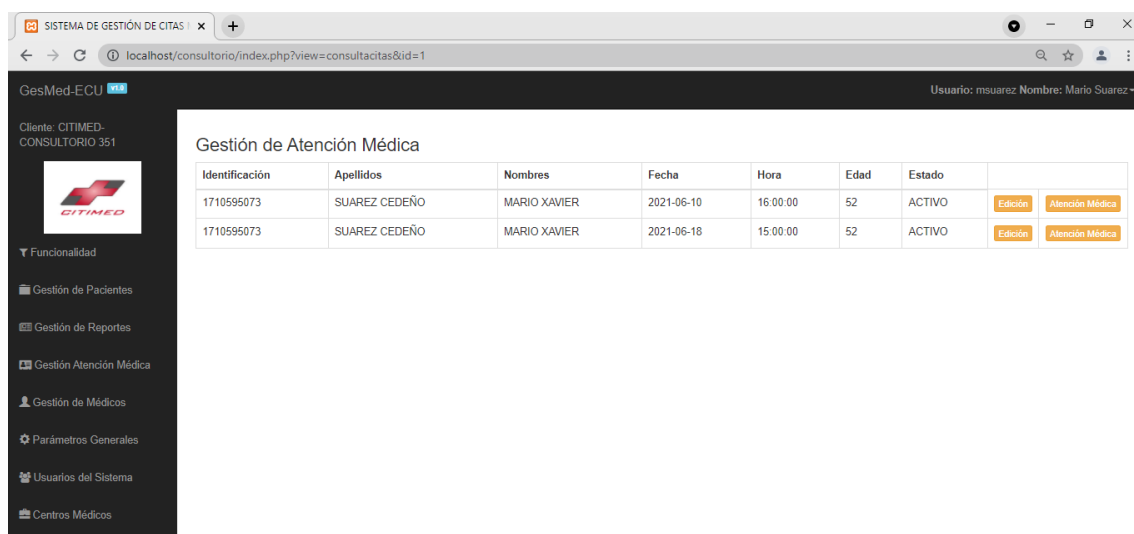 SISTEMA DE GESTIÓN DE CITAS
localhost/consultorio/index.php?view=consultacitas&id=1
GesMed-ECU v1.0
Usuario: msuarez Nombre: Mario Suarez
Cliente: CITIMED-
CONSULTORIO 351
CITIMED
Funcionalidad
Gestión de Pacientes
Gestión de Reportes
Gestión Atención Médica
Gestión de Médicos
Parámetros Generales
Usuarios del Sistema
Centros Médicos
Gestión de Atención Médica
Identificación Apellidos Nombres Fecha Hora Edad Estado
1710595073 SUAREZ CEDEÑO MARIO XAVIER 2021-06-10 16:00:00 52 ACTIVO Edición Atención Médica
1710595073 SUAREZ CEDEÑO MARIO XAVIER 2021-06-18 15:00:00 52 ACTIVO Edición Atención Médica